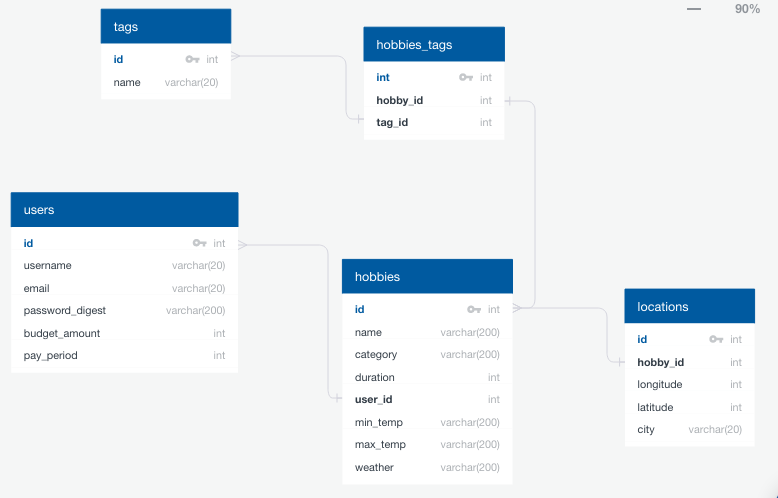 90%
tags
id int
name varchar(20)
hobbies_tags
int int
hobby_id int
tag_id int
users
id int
username varchar(20)
email varchar(20)
password_digest varchar(200)
budget_amount int
pay_period int
hobbies
id int
name varchar(200)
category varchar(200)
duration int
user_id int
min_temp varchar(200)
max_temp varchar(200)
weather varchar(200)
locations
id int
hobby_id int
longitude int
latitude int
city varchar(20)